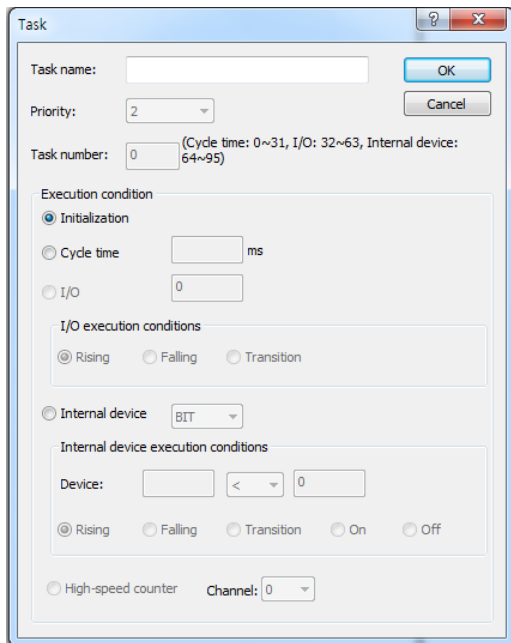 Task
Task name:
OK
Priority: 2
Cancel
Task number: 0 (Cycle time: 0~31, I/O: 32~63, Internal device:
64~95)
Execution condition
Initialization
Cycle time ms
I/O 0
I/O execution conditions
Rising Falling Transition
Internal device BIT
Internal device execution conditions
Device: < 0
Rising Falling Transition On Off
High-speed counter Channel: 0